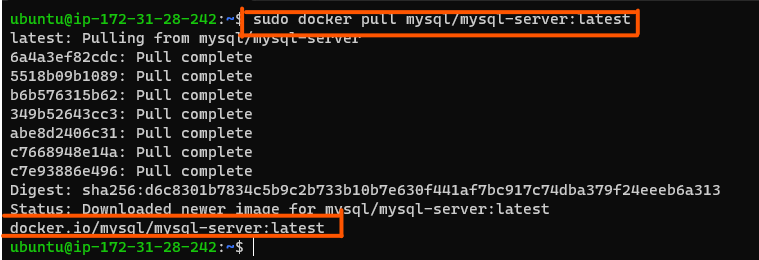 ubuntu@ip-172-31-28-242:~$ sudo docker pull mysql/mysql-server:latest
latest: Pulling from mysql/mysql-server
6a4a3ef82cdc: Pull complete
5518b09b1089: Pull complete
b6b576315b62: Pull complete
349b52643cc3: Pull complete
abe8d2406c31: Pull complete
c7668948e14a: Pull complete
c7e93886e496: Pull complete
Digest: sha256:d6c8301b7834c5b9c2b733b10b7e630f441af7bc917c74dba379f24eeeb6a313
Status: Downloaded newer image for mysql/mysql-server:latest
docker.io/mysql/mysql-server:latest
ubuntu@ip-172-31-28-242:~$